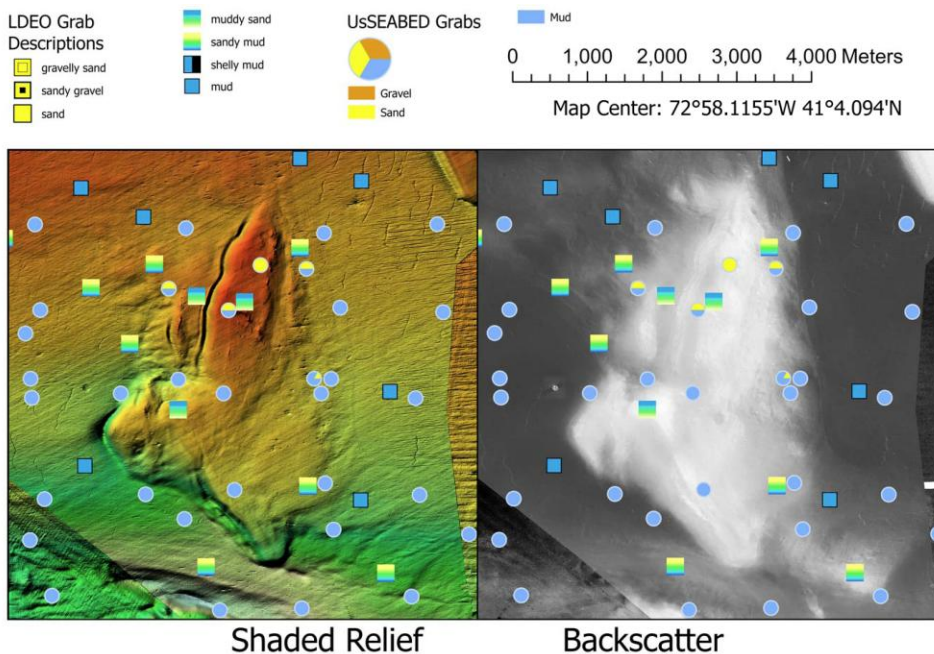 LDEO Grab
Descriptions
gravelly sand
sandy gravel
sand
muddy sand
sandy mud
shelly mud
mud
UsSEABED Grabs
Gravel
Sand
Mud
0 1,000 2,000 3,000 4,000 Meters
Map Center: 72°58.1155'W 41°4.094'N
Shaded Relief
Backscatter